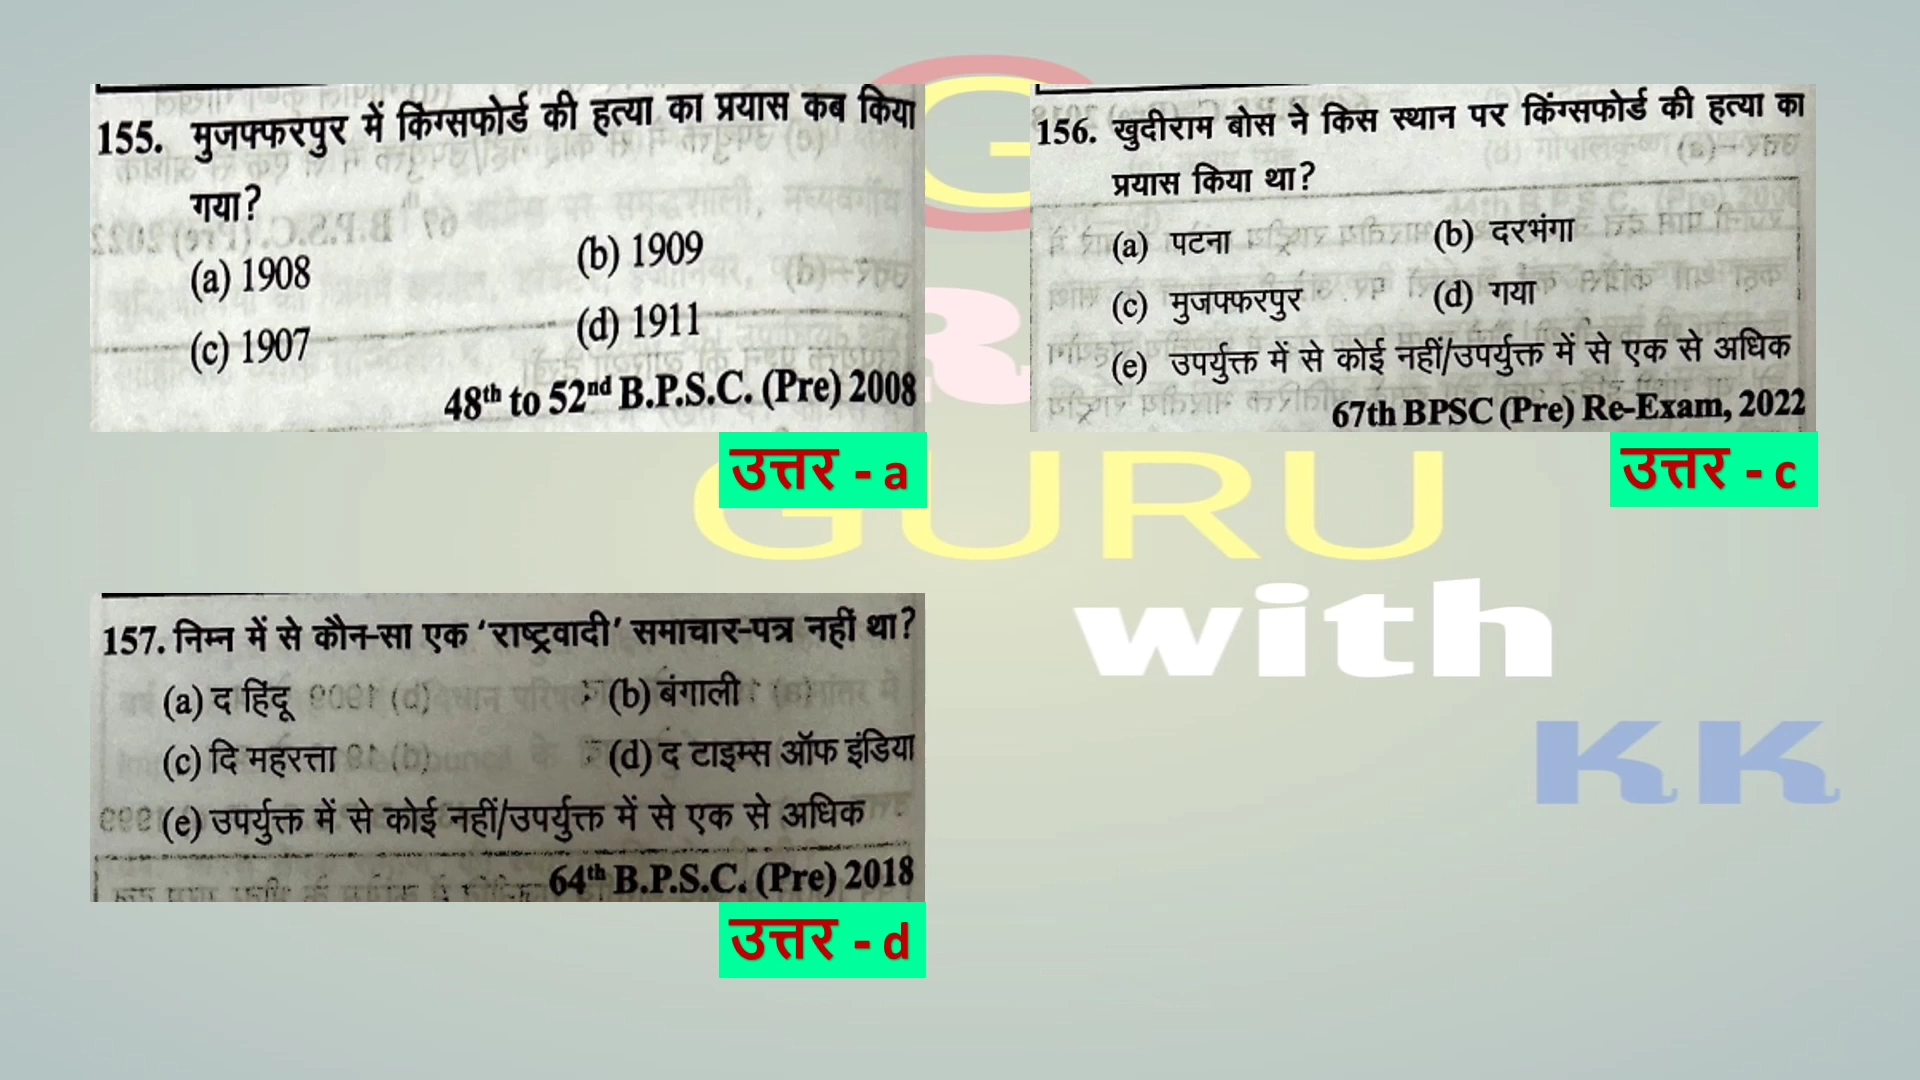 155. मुजफ्फरपुर में किंग्सफोर्ड की हत्या का प्रयास कब किया
गया?
(a) 1908 (b) 1909
(c) 1907 (d) 1911
48th to 52nd B.P.S.C. (Pre) 2008
उत्तर - a
156. खुदीराम बोस ने किस स्थान पर किंग्सफोर्ड की हत्या का
प्रयास किया था?
(a) पटना (b) दरभंगा
(c) मुजफ्फरपुर (d) गया
(e) उपर्युक्त में से कोई नहीं/उपर्युक्त में से एक से अधिक
67th BPSC (Pre) Re-Exam, 2022
उत्तर - c
157. निम्न में से कौन-सा एक ‘राष्ट्रवादी’ समाचार-पत्र नहीं था?
(a) द हिंदू (b) बंगाली
(c) दि महरत्ता (d) द टाइम्स ऑफ इंडिया
(e) उपर्युक्त में से कोई नहीं/उपर्युक्त में से एक से अधिक
64th B.P.S.C. (Pre) 2018
उत्तर - d
G
R
GURU
with
KK